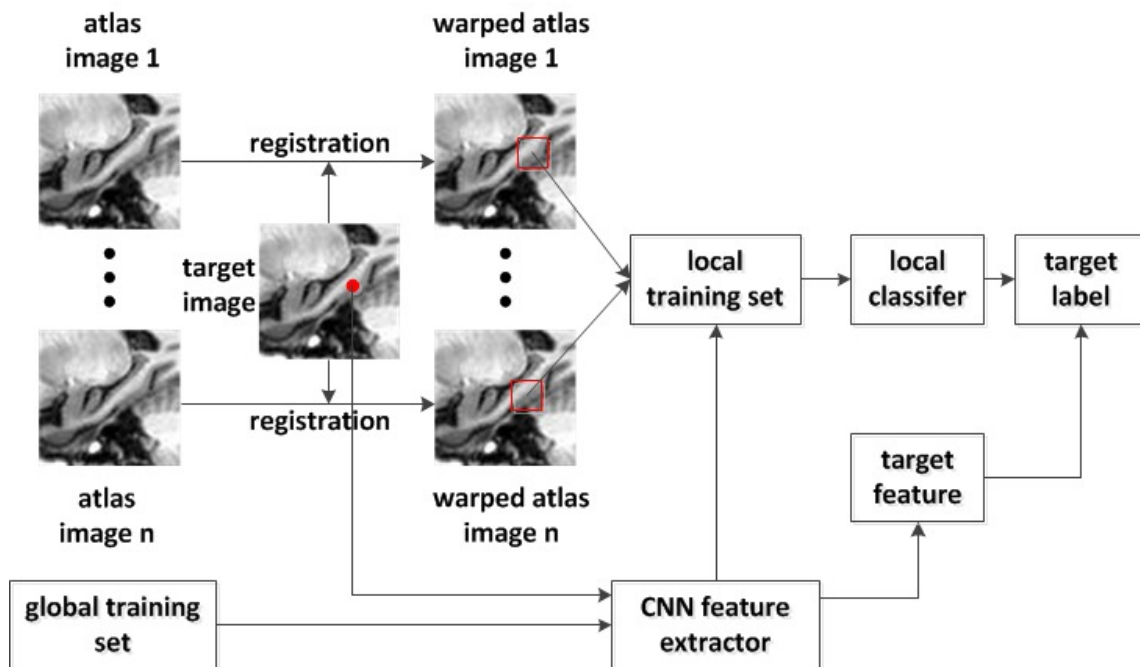 atlas
image 1
warped atlas
image 1
registration
target
image
local
training set
local
classifer
target
label
registration
atlas
image n
warped atlas
image n
target
feature
global training
set
CNN feature
extractor